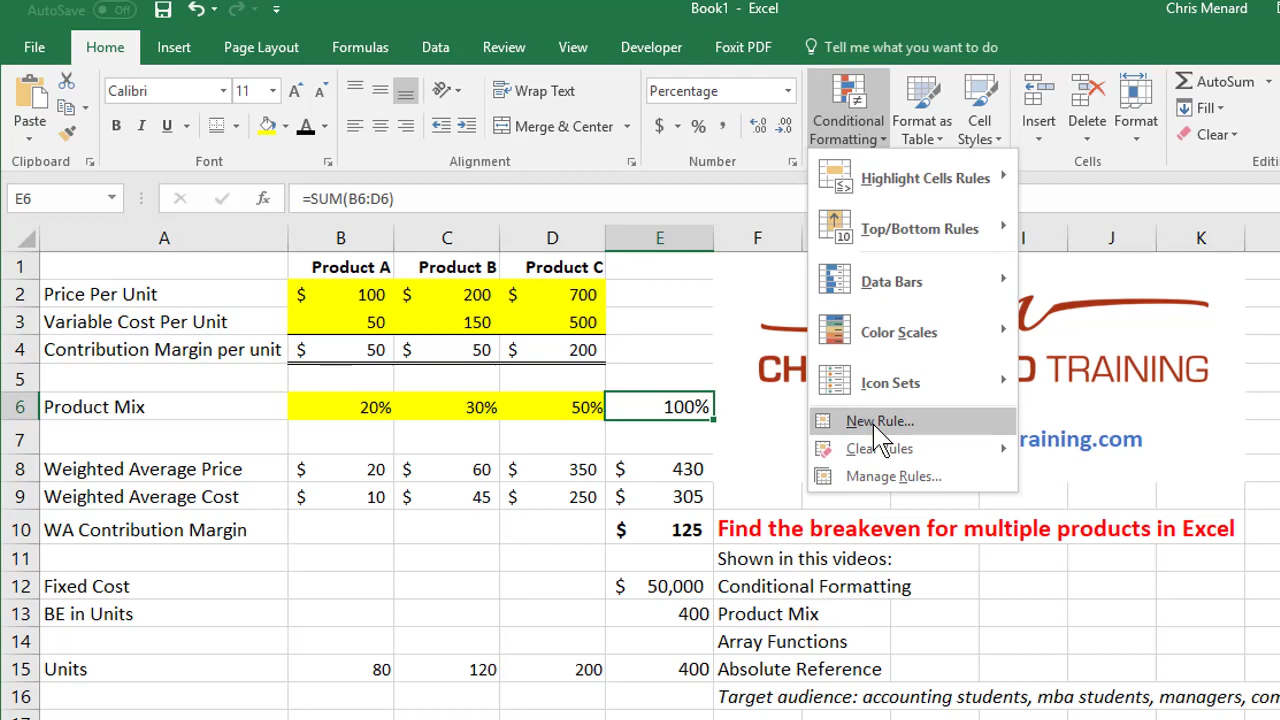 AutoSave Off Book1 - Excel Chris Menard
File Home Insert Page Layout Formulas Data Review View Developer Foxit PDF Tell me what you want to do
Paste Calibri 11 A A Wrap Text Percentage Conditional Formatting Format as Table Cell Styles Insert Delete Format AutoSum
B I U A Merge & Center $ % , Fill
Clear
Clipboard Font Alignment Number Cells
E6 fx =SUM(B6:D6)
Highlight Cells Rules
Top/Bottom Rules
Data Bars
Color Scales
Icon Sets
New Rule...
Clear Rules
Manage Rules...
A B C D E F I J K
1 Product A Product B Product C
2 Price Per Unit $ 100 $ 200 $ 700
3 Variable Cost Per Unit 50 150 500
4 Contribution Margin per unit $ 50 $ 50 $ 200
CH D TRAINING
5
6 Product Mix 20% 30% 50% 100%
7 raining.com
8 Weighted Average Price $ 20 $ 60 $ 350 $ 430
9 Weighted Average Cost $ 10 $ 45 $ 250 $ 305
10 WA Contribution Margin $ 125 Find the breakeven for multiple products in Excel
11 Shown in this videos:
12 Fixed Cost $ 50,000 Conditional Formatting
13 BE in Units 400 Product Mix
14 Array Functions
15 Units 80 120 200 400 Absolute Reference
16 Target audience: accounting students, mba students, managers, con